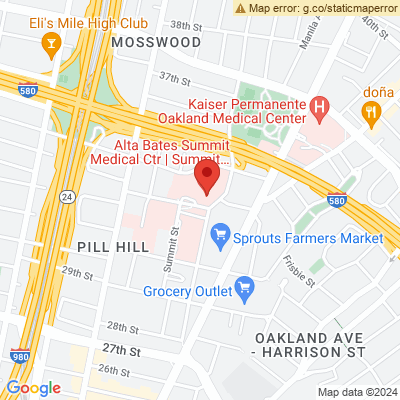 Map error: g.co/staticmaperror
Eli's Mile High Club
38th St
MOSSWOOD
Manila A
37th St
580
doña
Kaiser Permanente
Oakland Medical Center
H
Alta Bates Summit
Medical Ctr | Summit...
24
580
Summit St
PILL HILL
Sprouts Farmers Market
Frisbie St
29th St
Grocery Outlet
28th St
OAKLAND AVE
- HARRISON ST
27th St
980
26th St
Google
Map data ©2024